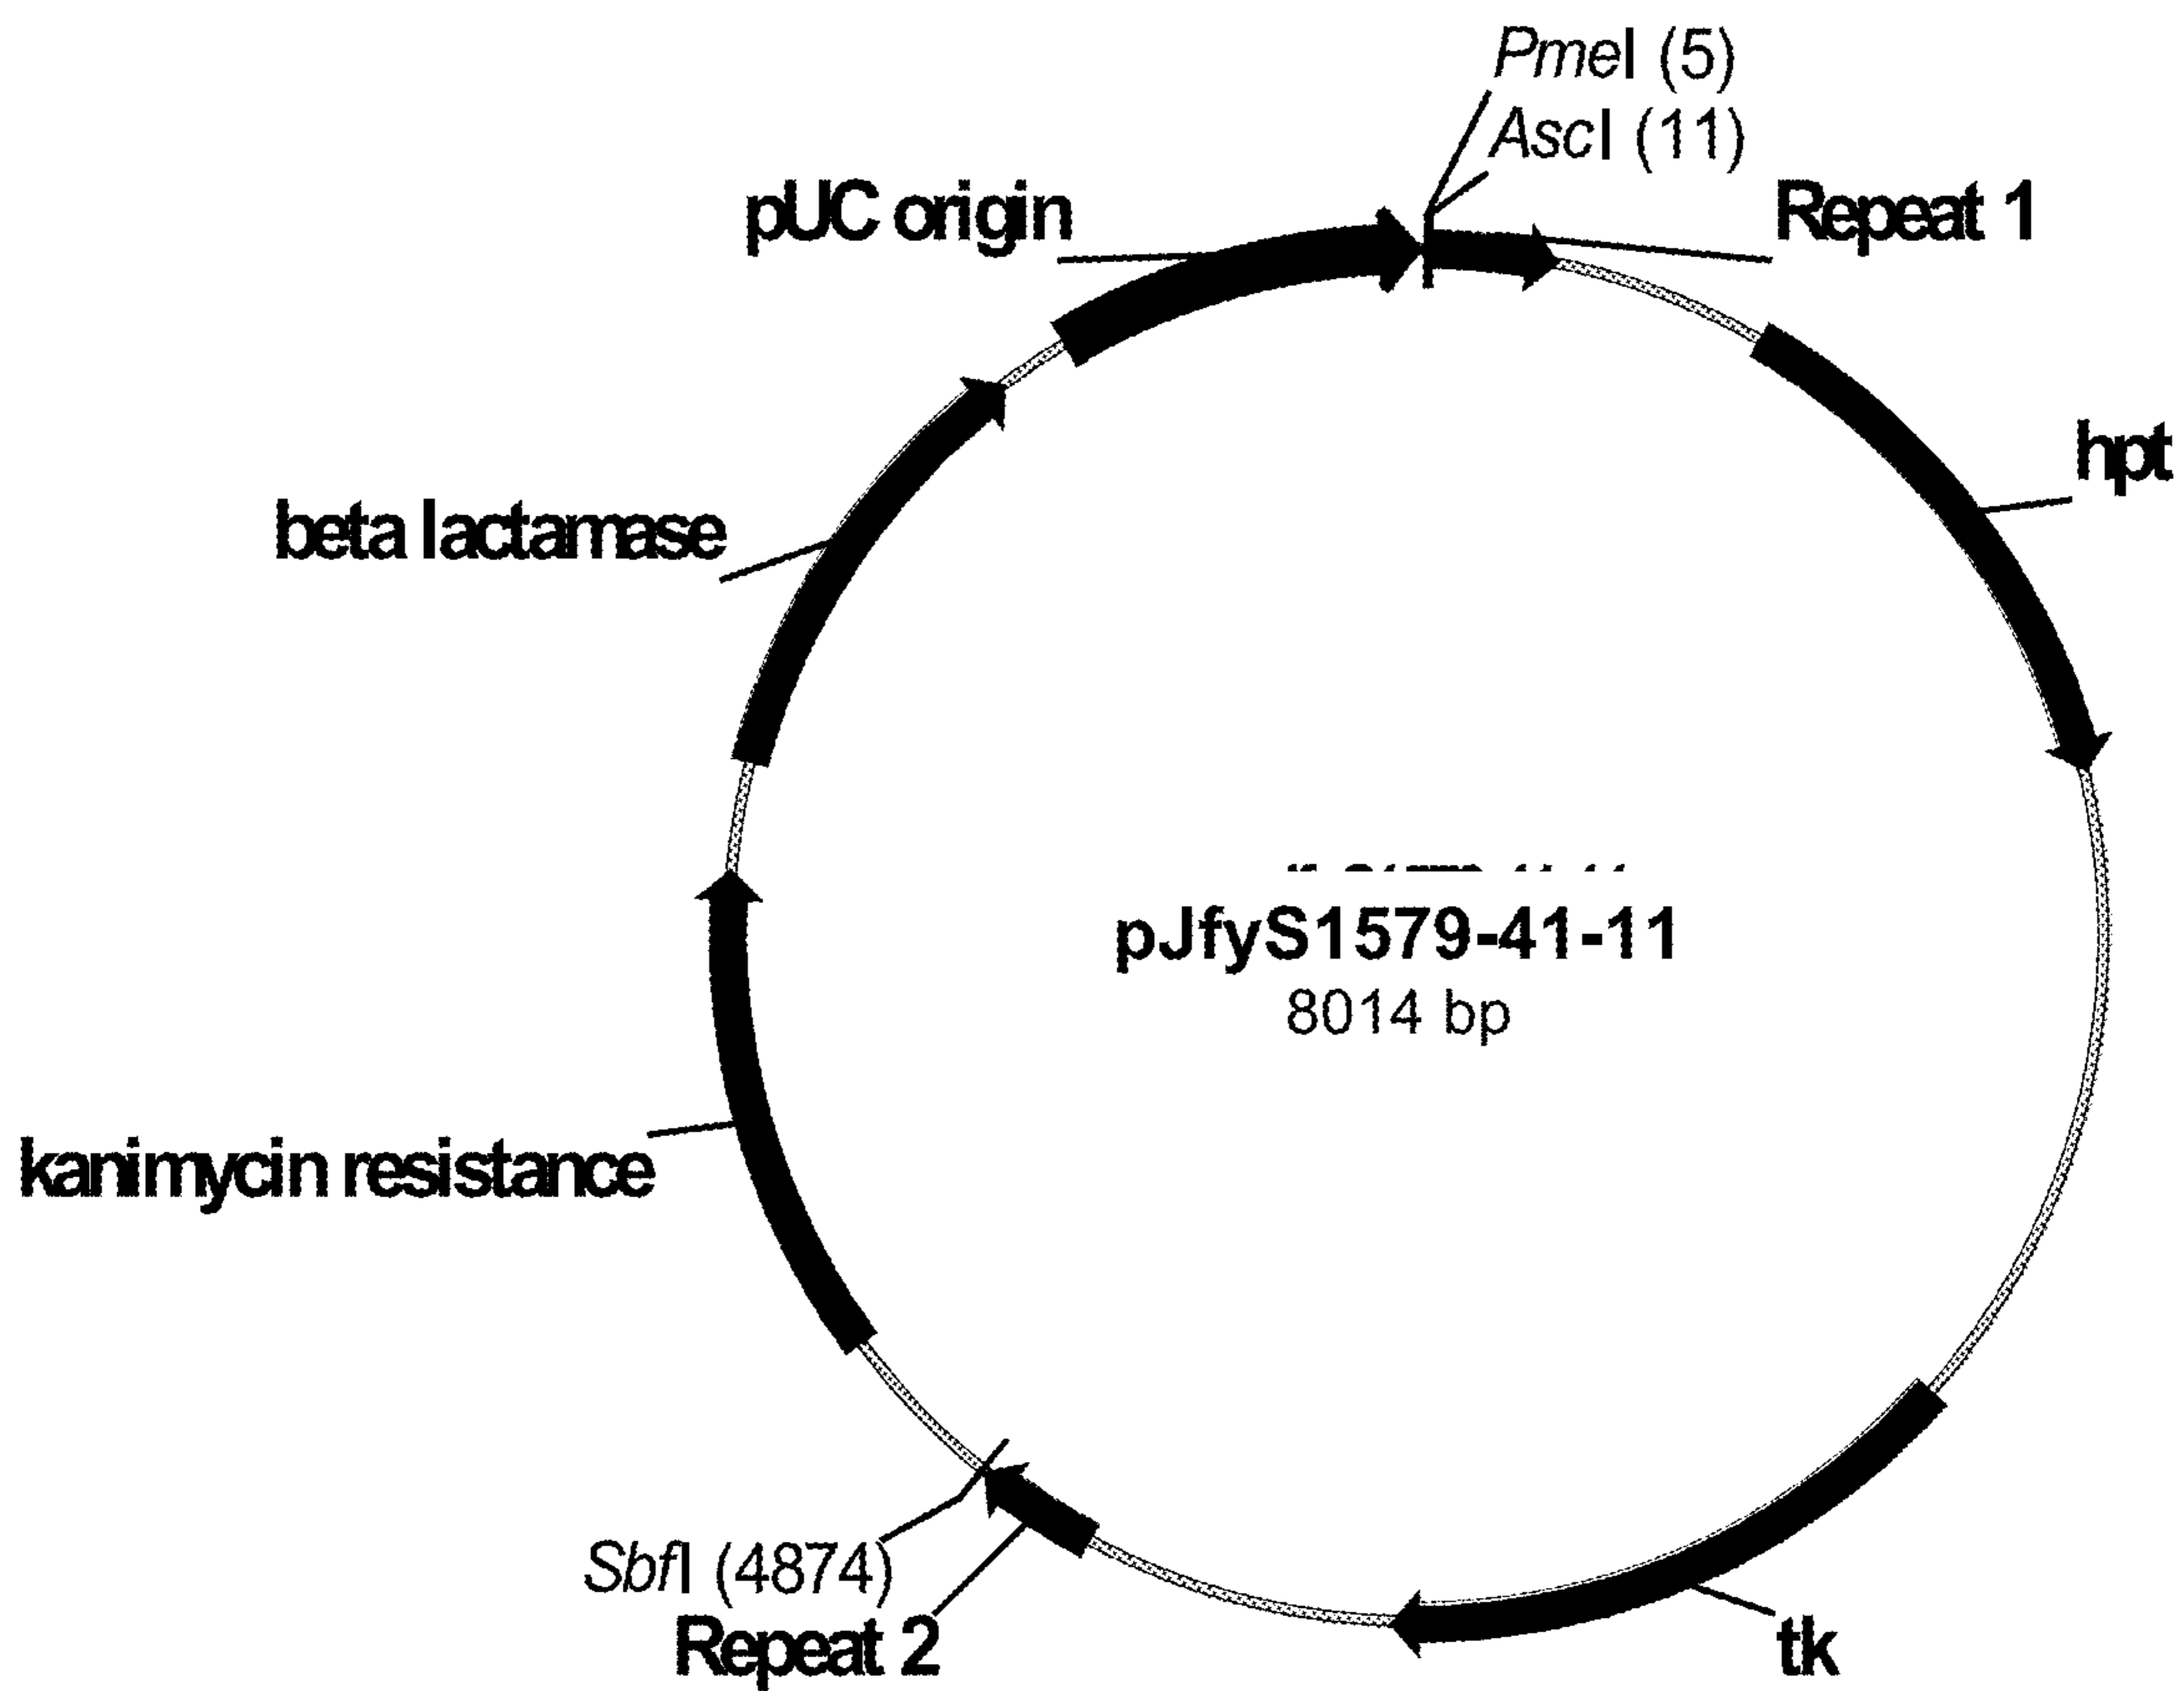 PmeI (5)
AscI (11)
pUC origin
Repeat 1
hpt
beta lactamase
pJfyS1579-41-11
8014 bp
kanimycin resistance
SbfI (4874)
Repeat 2
tk